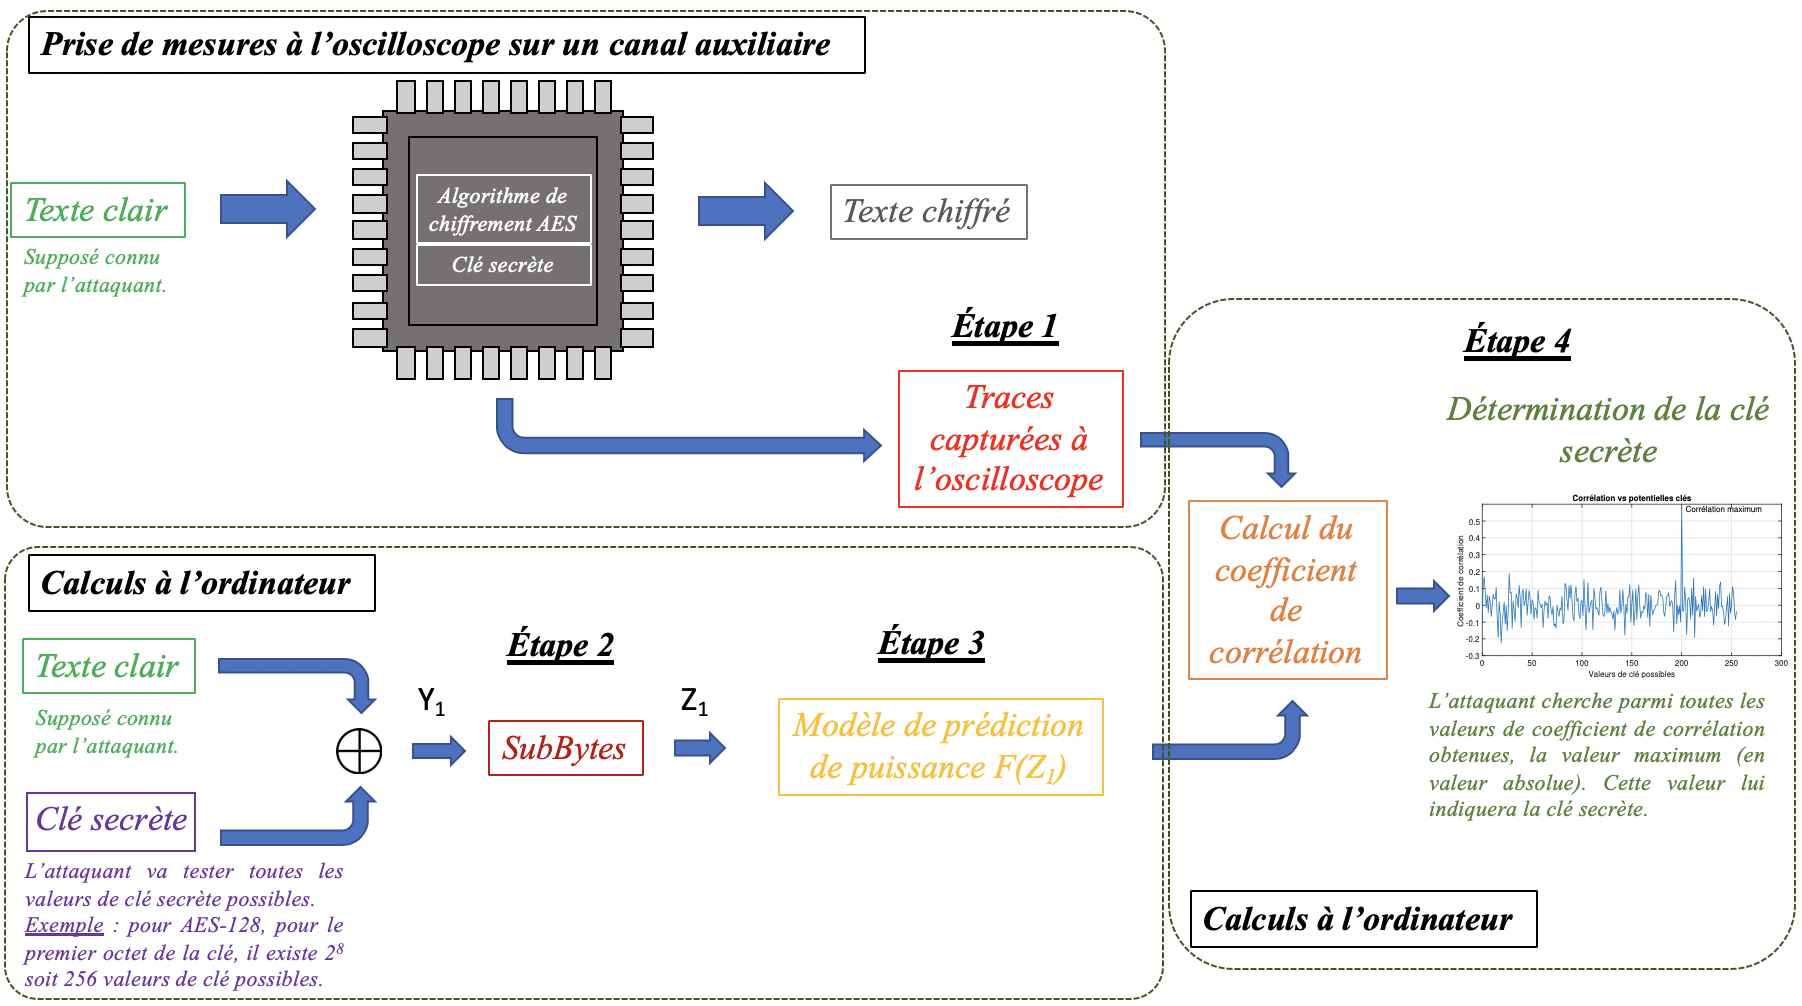 Prise de mesures à l’oscilloscope sur un canal auxiliaire
Texte clair
Supposé connu
par l’attaquant.
Algorithme de
chiffrement AES
Clé secrète
Texte chiffré
Étape 1
Traces
capturées à
l’oscilloscope
Calculs à l’ordinateur
Texte clair
Supposé connu
par l’attaquant.
Clé secrète
L’attaquant va tester toutes les
valeurs de clé secrète possibles.
Exemple : pour AES-128, pour le
premier octet de la clé, il existe 2⁸
soit 256 valeurs de clé possibles.
Y₁
Étape 2
SubBytes
Z₁
Étape 3
Modèle de prédiction
de puissance F(Z₁)
Calcul du
coefficient
de
corrélation
Étape 4
Détermination de la clé
secrète
Corrélation vs potentielles clés
Corrélation maximum
Coefficient de corrélation
0.5
0.4
0.3
0.2
0.1
0
-0.1
-0.2
-0.3
0 50 100 150 200 250 300
Valeurs de clé possibles
L’attaquant cherche parmi toutes les
valeurs de coefficient de corrélation
obtenues, la valeur maximum (en
valeur absolue). Cette valeur lui
indiquera la clé secrète.
Calculs à l’ordinateur